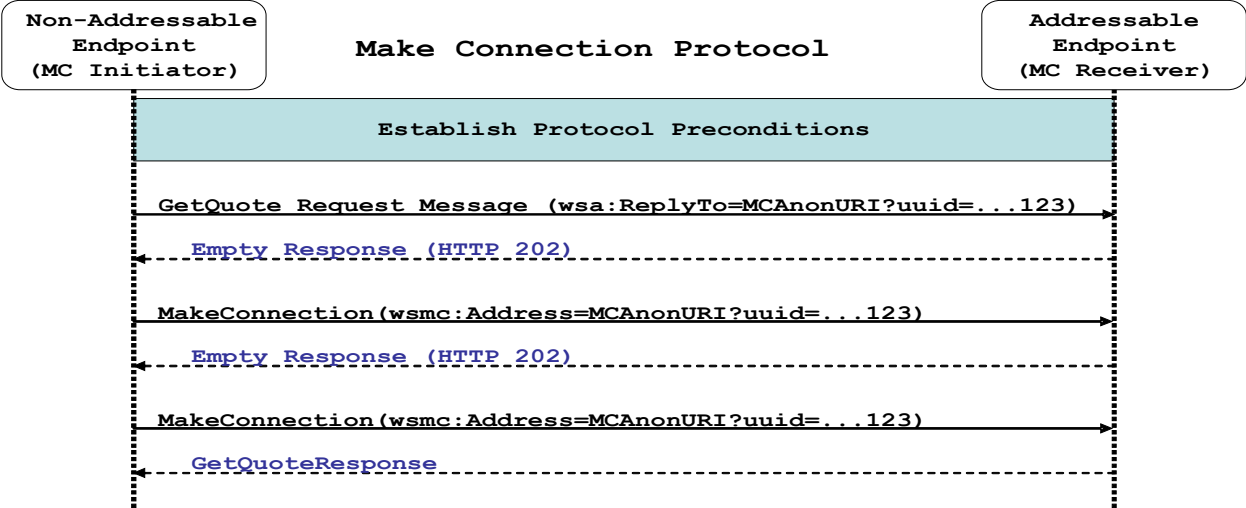 Non-Addressable
Endpoint
(MC Initiator)
Make Connection Protocol
Addressable
Endpoint
(MC Receiver)
Establish Protocol Preconditions
GetQuote Request Message (wsa:ReplyTo=MCAnonURI?uuid=...123)
Empty Response (HTTP 202)
MakeConnection(wsmc:Address=MCAnonURI?uuid=...123)
Empty Response (HTTP 202)
MakeConnection(wsmc:Address=MCAnonURI?uuid=...123)
GetQuoteResponse